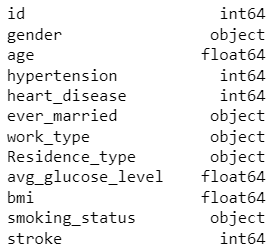 id int64
gender object
age float64
hypertension int64
heart_disease int64
ever_married object
work_type object
Residence_type object
avg_glucose_level float64
bmi float64
smoking_status object
stroke int64